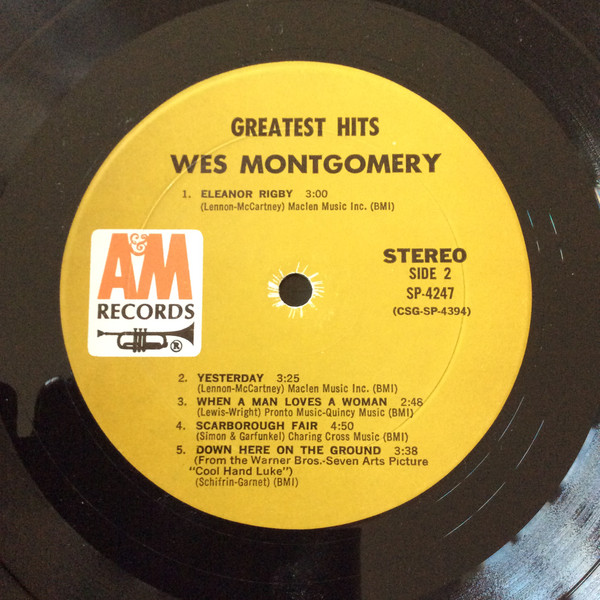 GREATEST HITS
WES MONTGOMERY
1. ELEANOR RIGBY 3:00
(Lennon-McCartney) Maclen Music Inc. (BMI)
A&M
RECORDS
®
STEREO
SIDE 2
SP-4247
(CSG-SP-4394)
2. YESTERDAY 3:25
(Lennon-McCartney) Maclen Music Inc. (BMI)
3. WHEN A MAN LOVES A WOMAN 2:48
(Lewis-Wright) Pronto Music-Quincy Music (BMI)
4. SCARBOROUGH FAIR 4:50
(Simon & Garfunkel) Charing Cross Music (BMI)
5. DOWN HERE ON THE GROUND 3:38
(From the Warner Bros.-Seven Arts Picture
"Cool Hand Luke")
(Schifrin-Garnet) (BMI)